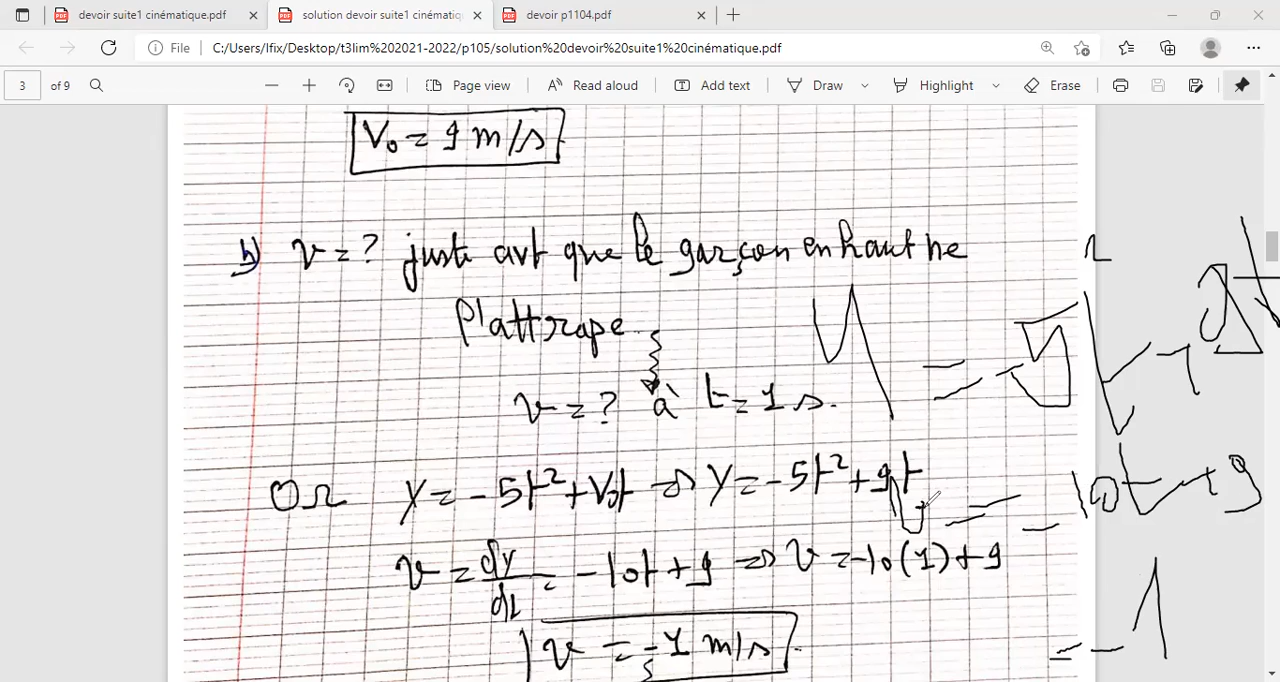 devoir suite1 cinématique.pdf
solution devoir suite1 cinématiq
devoir p1104.pdf
File
C:/Users/lfix/Desktop/t3lim%202021-2022/p105/solution%20devoir%20suite1%20cinématique.pdf
3 of 9
Page view
Read aloud
Add text
Draw
Highlight
Erase
V₀ = 9 m/s
b) v = ? juste avt que le garçon en haut ne
l'attrape
v = ? à t = 1 s.
Or y = -5t² + V₀t ⇒ y = -5t² + 9t
v = dy/dt = -10t + 9 ⇒ v = -10(1) + 9
v = -1 m/s
= -10t + 9
= -1